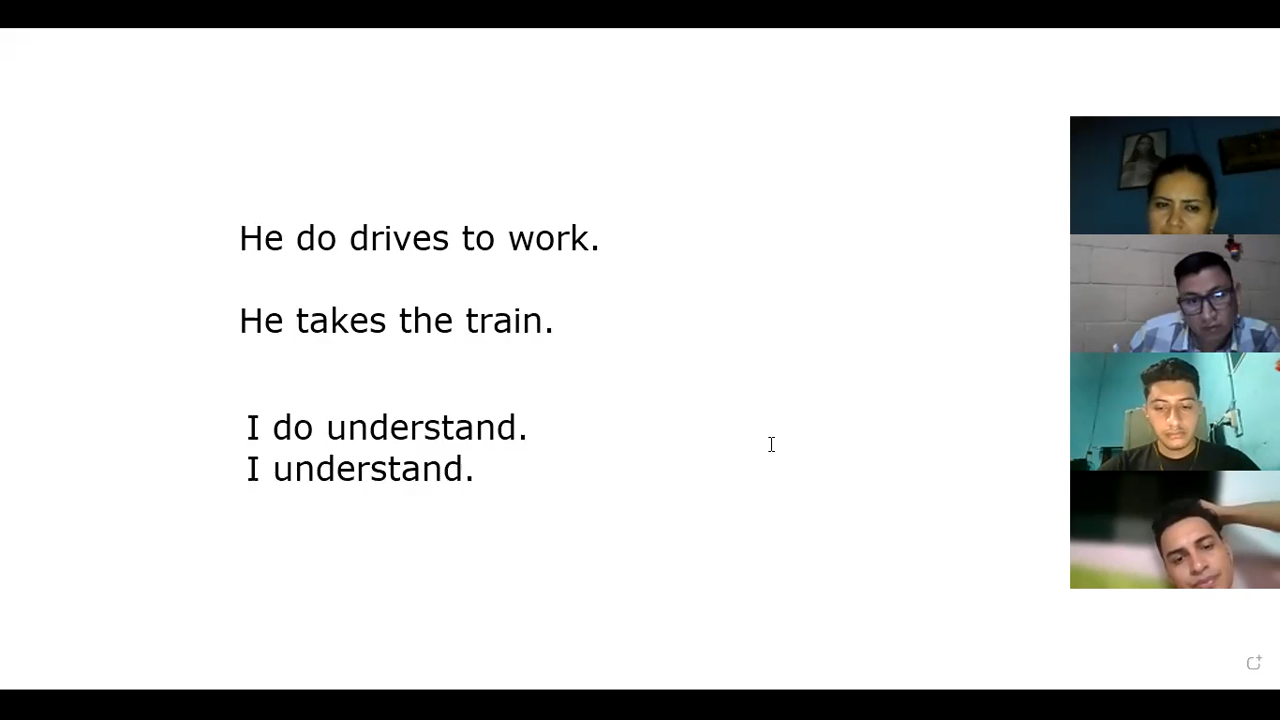 He do drives to work.
He takes the train.
I do understand.
I understand.